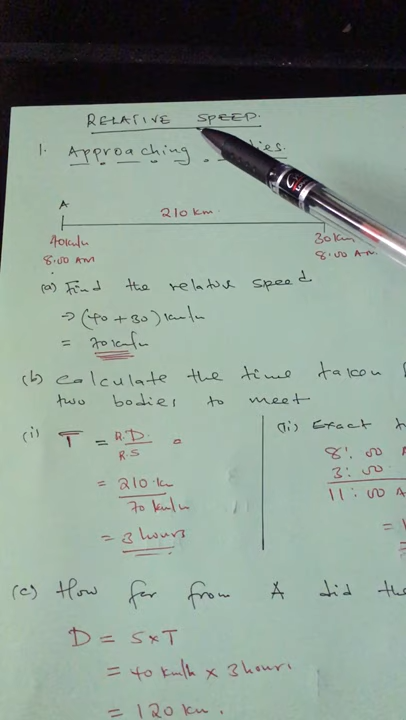 RELATIVE SPEED.
1. Approaching
A
210 km
40km/h
30km
8.00 AM
8.00 AM
(a) Find the relative speed
→ (40 + 30) km/h
= 70km/h
(b) Calculate the time taken
two bodies to meet
(i) T = R.D.
R.S
= 210 km
70 km/h
= 3 hours
(ii) Exact
8:00 A
3:00
11:00 A
(c) How far from A did the
D = S×T
= 40 km/h × 3 hours
= 120 km.